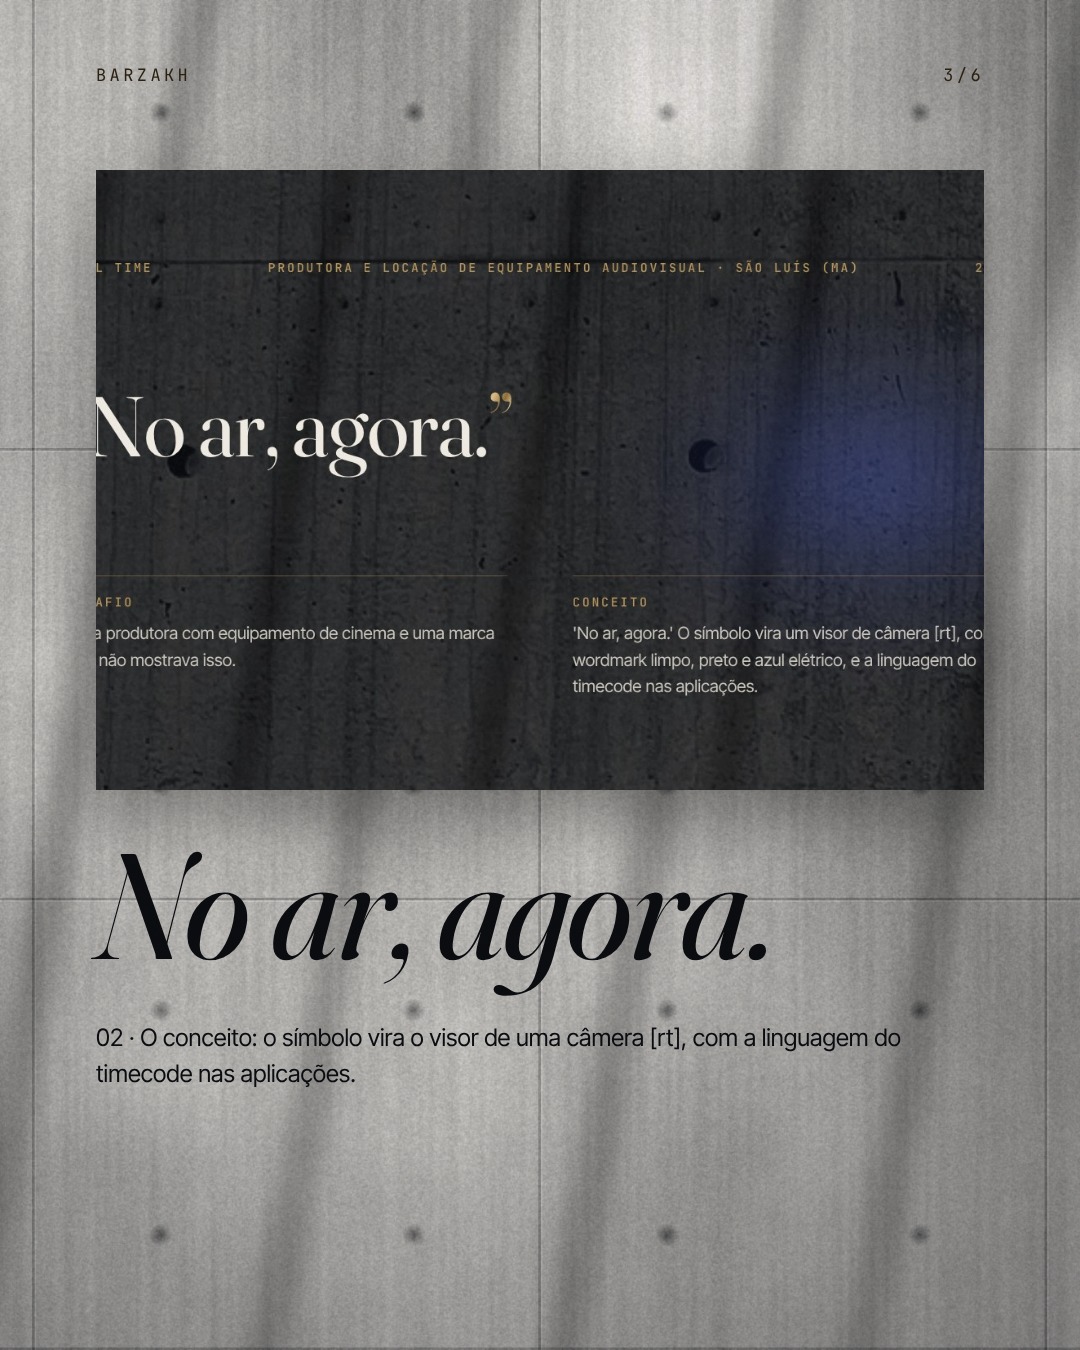 BARZAKH
3/6
L TIME
PRODUTORA E LOCAÇÃO DE EQUIPAMENTO AUDIOVISUAL · SÃO LUÍS (MA)
2
No ar, agora.”
AFIO
a produtora com equipamento de cinema e uma marca
não mostrava isso.
CONCEITO
'No ar, agora.' O símbolo vira um visor de câmera [rt], co
wordmark limpo, preto e azul elétrico, e a linguagem do
timecode nas aplicações.
No ar, agora.
02 · O conceito: o símbolo vira o visor de uma câmera [rt], com a linguagem do
timecode nas aplicações.